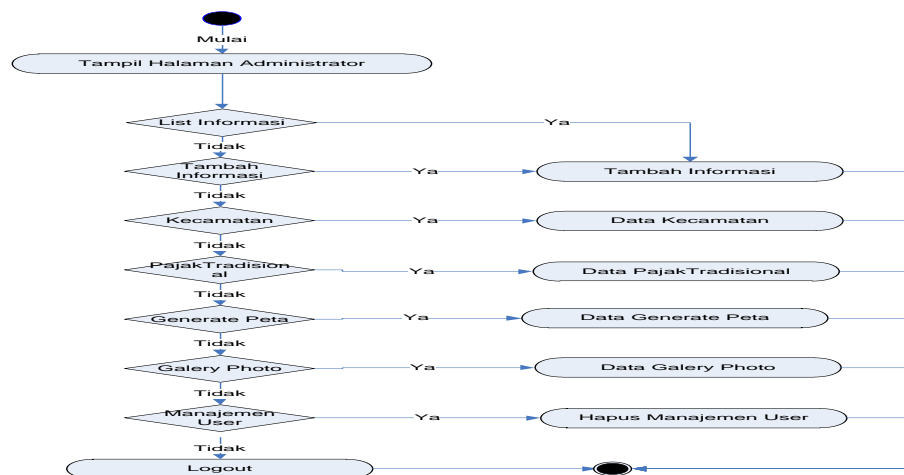 Mulai
Tampil Halaman Administrator
List Informasi
Ya
Tidak
Tambah
Informasi
Ya
Tambah Informasi
Tidak
Kecamatan
Ya
Data Kecamatan
Tidak
PajakTradision
al
Ya
Data PajakTradisional
Tidak
Generate Peta
Ya
Data Generate Peta
Tidak
Galery Photo
Ya
Data Galery Photo
Tidak
Manajemen
User
Ya
Hapus Manajemen User
Tidak
Logout